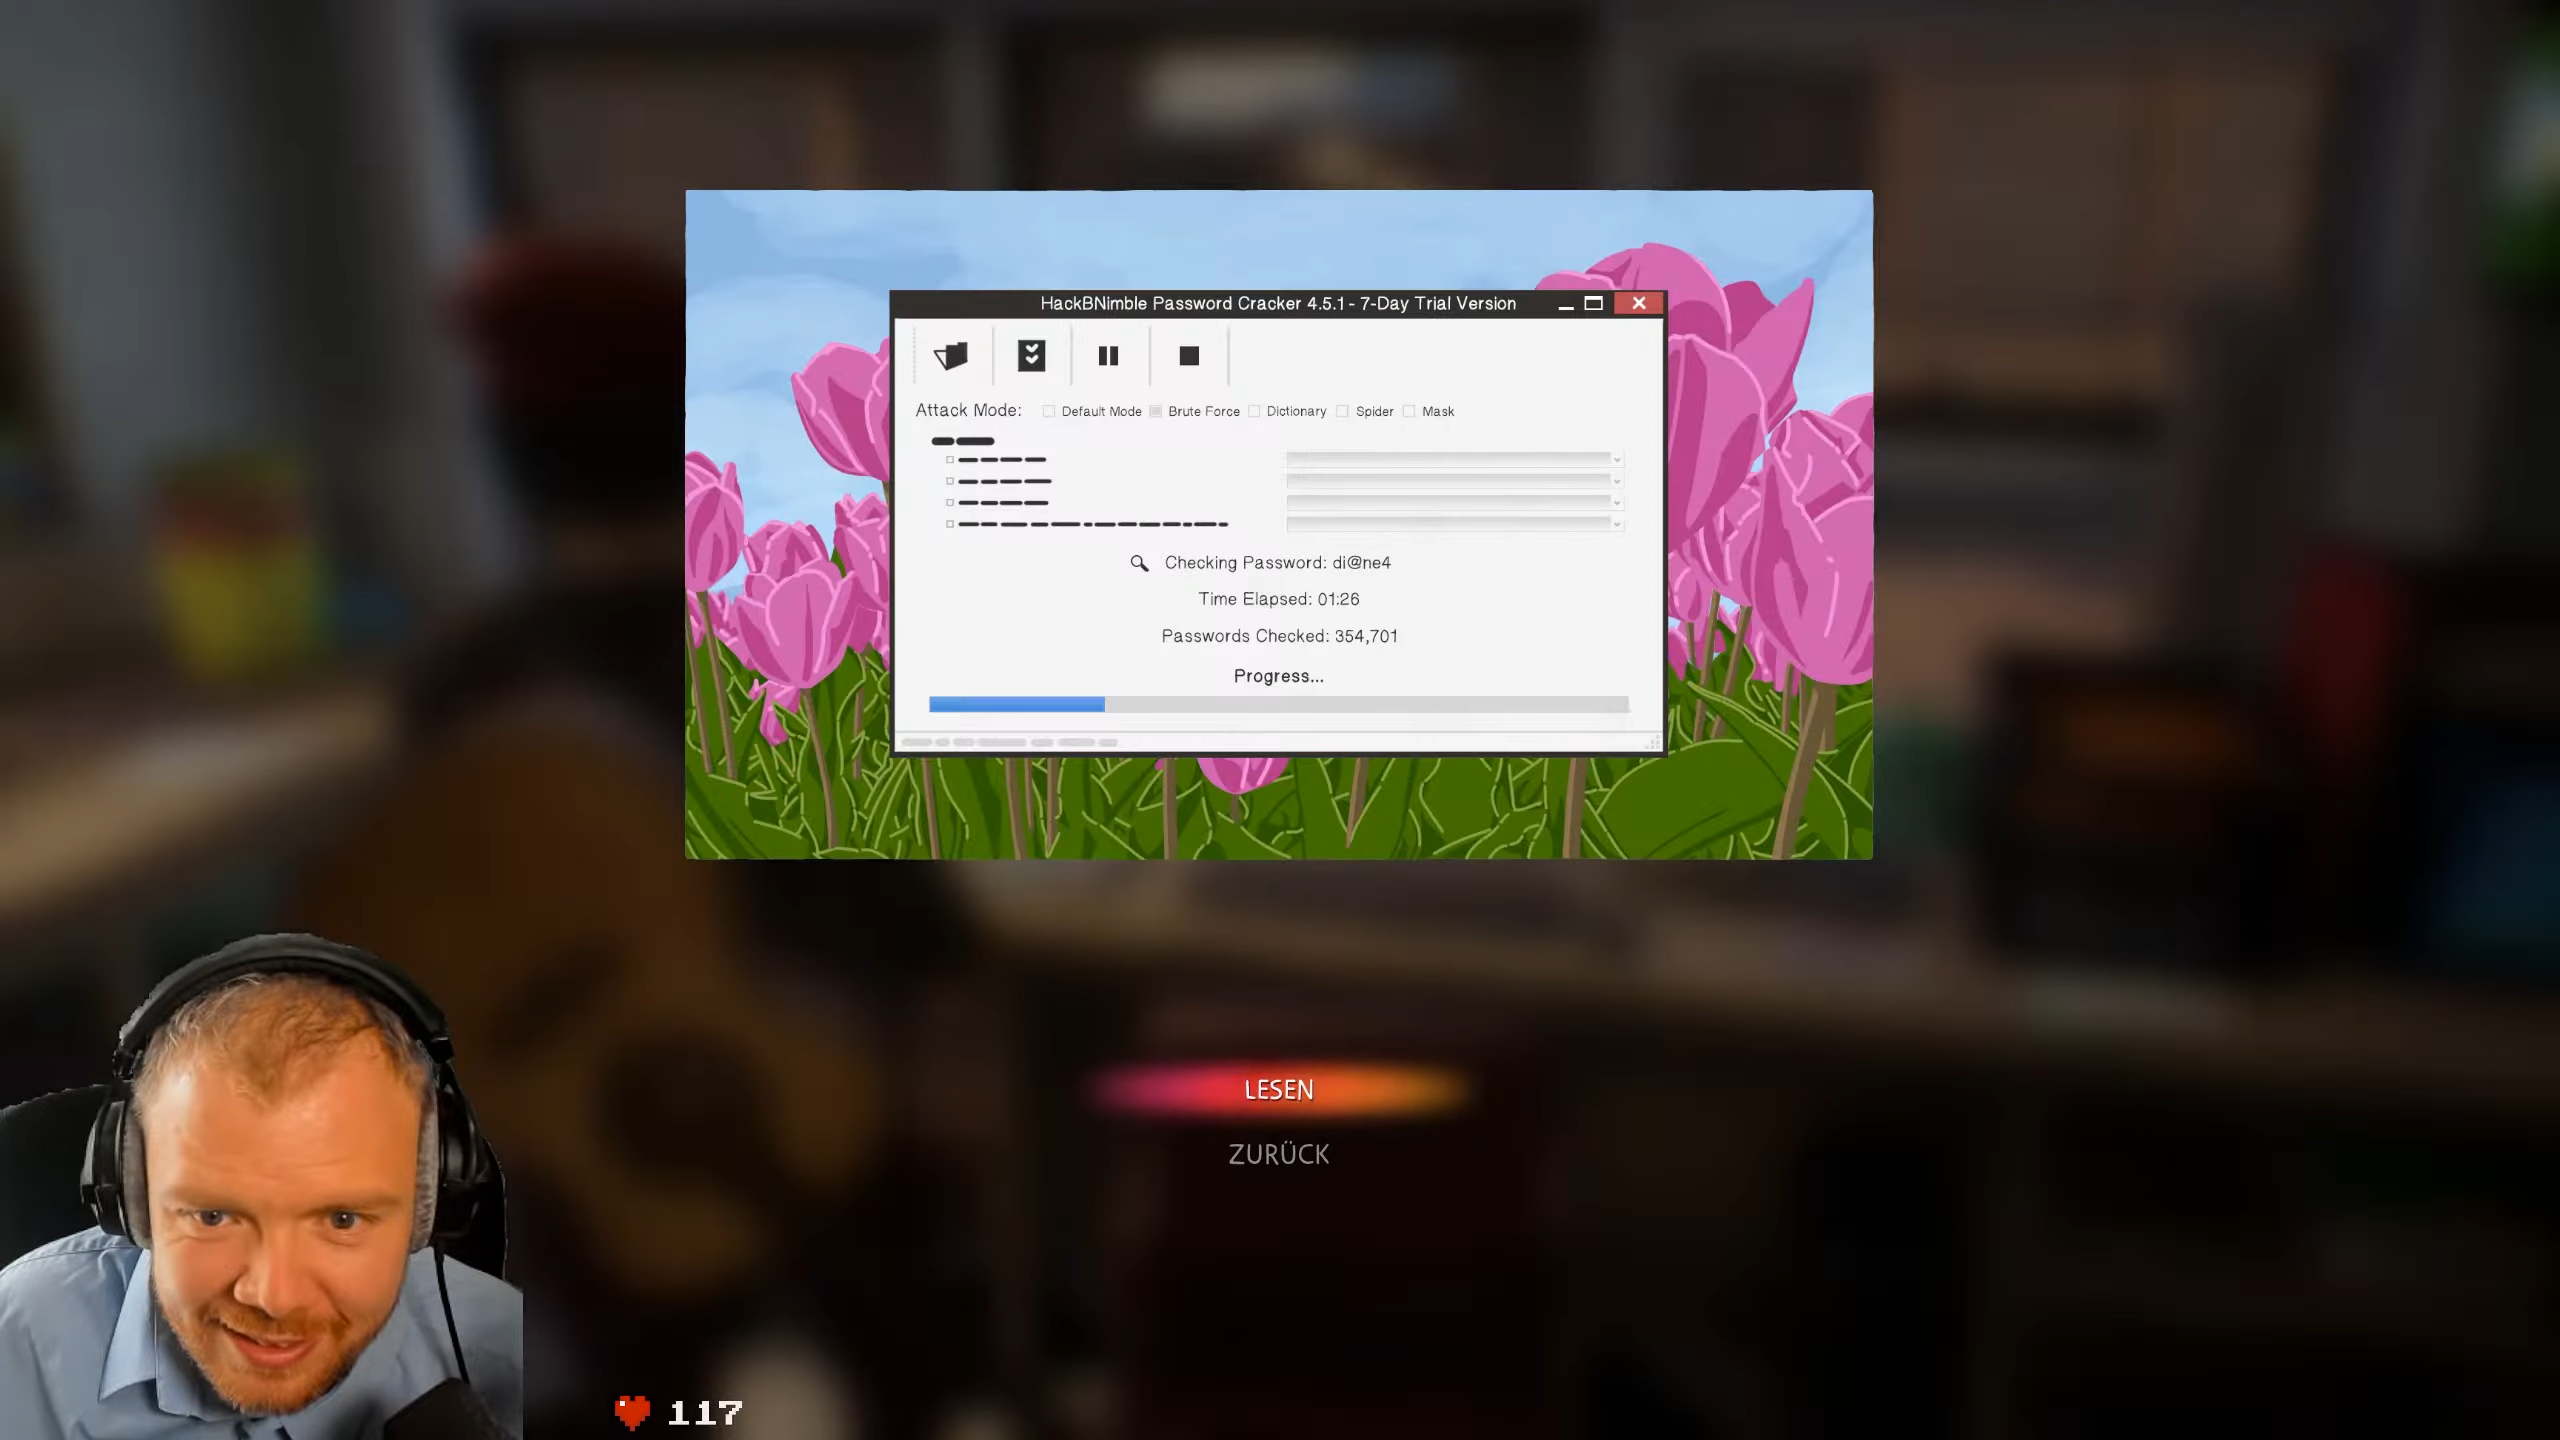 HackBNimble Password Cracker 4.5.1 - 7-Day Trial Version
Attack Mode: Default Mode Brute Force Dictionary Spider Mask
Checking Password: di@ne4
Time Elapsed: 01:26
Passwords Checked: 354,701
Progress...
LESEN
ZURÜCK
117